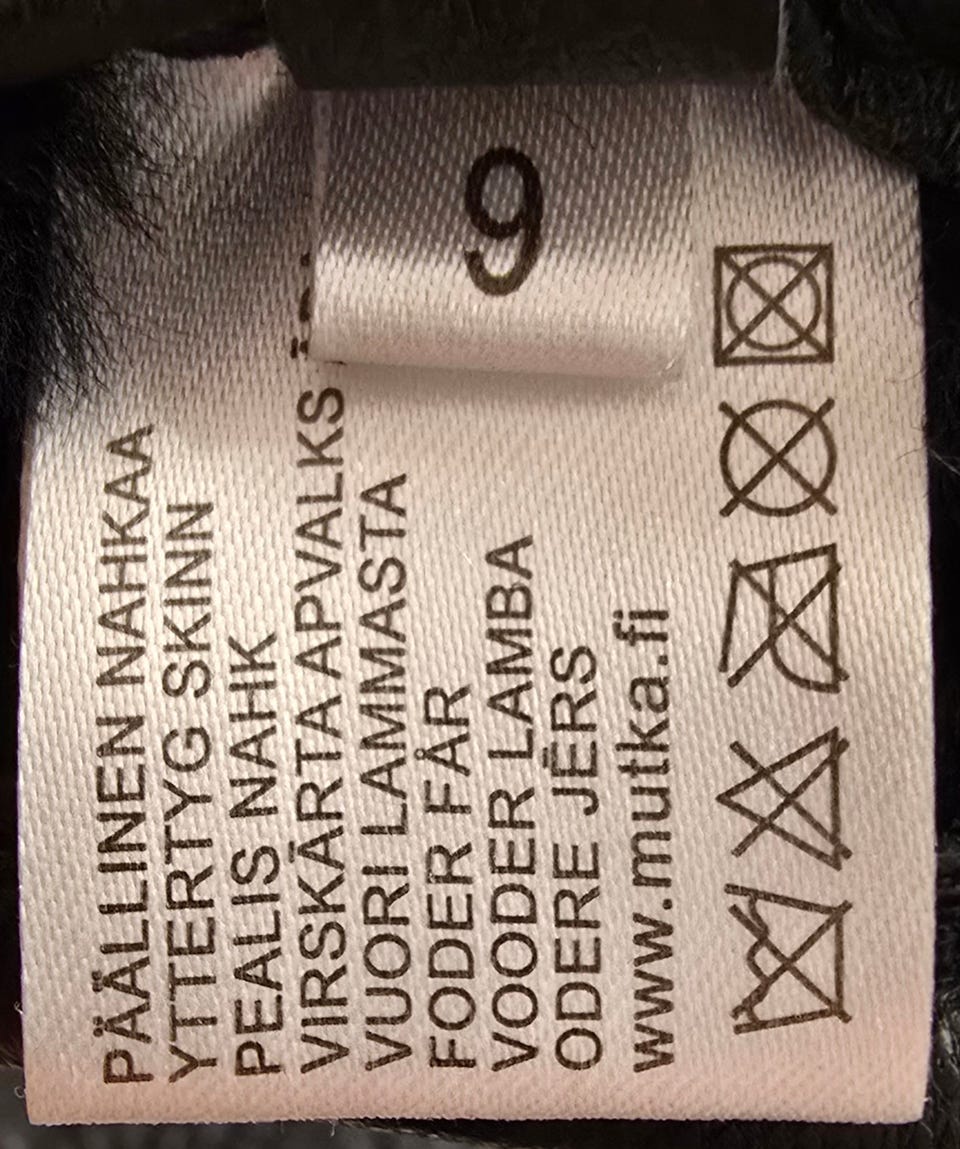 PÄÄLLINEN NAHKAA
YTTERTYG SKINN
PEALIS NAHK
VIRSKĀRTA APVALKS
VUORI LAMMASTA
FODER FÅR
VOODER LAMBA
ODERE JĒRS
www.mutka.fi
9